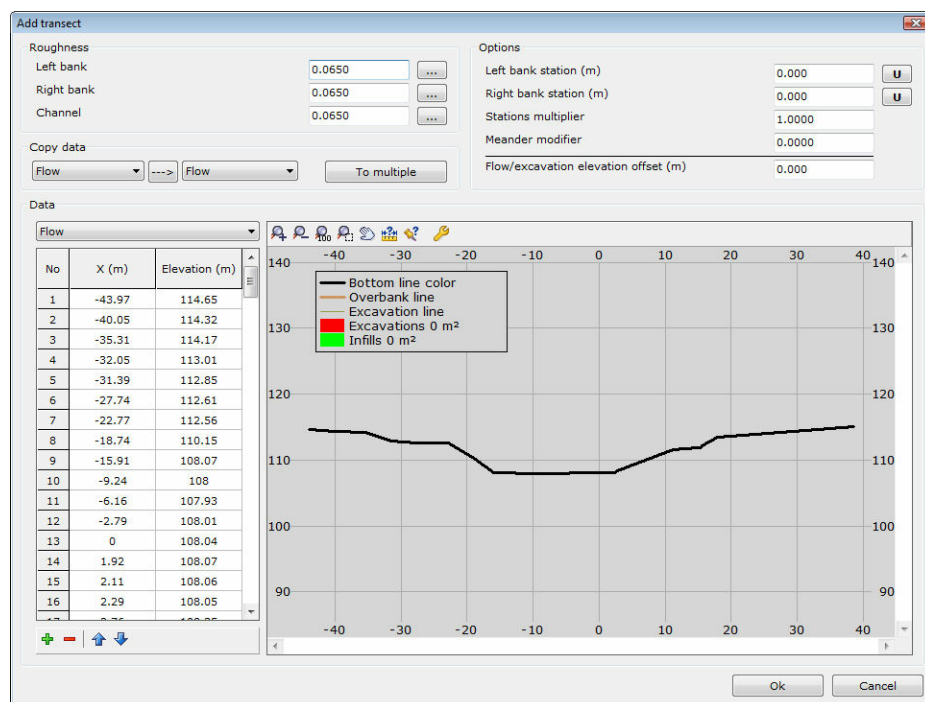 Add transect
Roughness
Left bank 0.0650 ...
Right bank 0.0650 ...
Channel 0.0650 ...
Options
Left bank station (m) 0.000 U
Right bank station (m) 0.000 U
Stations multiplier 1.0000
Meander modifier 0.0000
Flow/excavation elevation offset (m) 0.000
Copy data
Flow ---> Flow To multiple
Data
Flow
No X (m) Elevation (m)
1 -43.97 114.65
2 -40.05 114.32
3 -35.31 114.17
4 -32.05 113.01
5 -31.39 112.85
6 -27.74 112.61
7 -22.77 112.56
8 -18.74 110.15
9 -15.91 108.07
10 -9.24 108
11 -6.16 107.93
12 -2.79 108.01
13 0 108.04
14 1.92 108.07
15 2.11 108.06
16 2.29 108.05
100
-40 -30 -20 -10 0 10 20 30 40
140 140
130 130
120 120
110 110
100 100
90 90
-40 -30 -20 -10 0 10 20 30 40
Bottom line color
Overbank line
Excavation line
Excavations 0 m²
Infills 0 m²
Ok Cancel